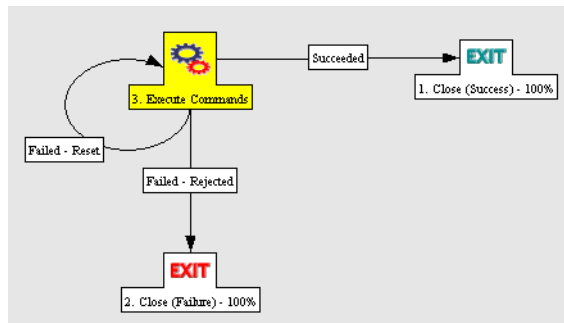 EXIT
Succeeded
1. Close (Success) - 100%
3. Execute Commands
Failed - Reset
Failed - Rejected
EXIT
2. Close (Failure) - 100%